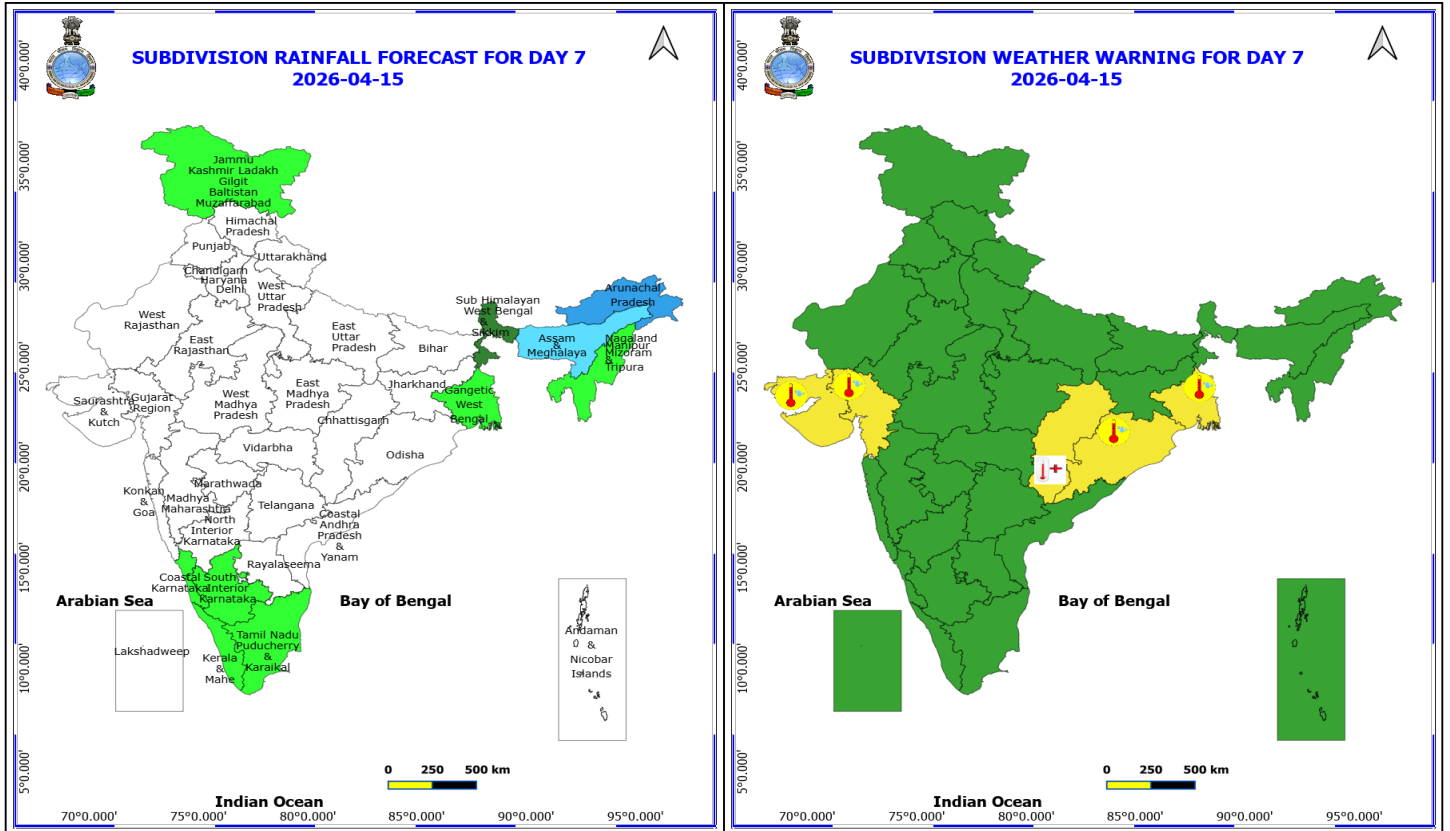 SUBDIVISION RAINFALL FORECAST FOR DAY 7
2026-04-15
40°0.000'
35°0.000'
30°0.000'
25°0.000'
20°0.000'
15°0.000'
10°0.000'
5°0.000'
Jammu
Kashmir Ladakh
Gilgit
Baltistan
Muzaffarabad
Himachal
Pradesh
Punjab
Uttarakhand
Chandigarh
Haryana
Delhi
West
Uttar
Pradesh
West
Rajasthan
East
Rajasthan
East
Uttar
Pradesh
Bihar
Sub Himalayan
West Bengal
&
Sikkim
Arunachal
Pradesh
Assam
&
Meghalaya
Nagaland
Manipur
Mizoram
&
Tripura
Saurashtra
&
Kutch
Gujarat
Region
West
Madhya
Pradesh
East
Madhya
Pradesh
Jharkhand
Gangetic
West
Bengal
Chhattisgarh
Vidarbha
Odisha
Konkan
&
Goa
Madhya
Maharashtra
Marathwada
Telangana
North
Interior
Karnataka
Coastal
Andhra
Pradesh
&
Yanam
Rayalaseema
Coastal
Karnataka
South
Interior
Karnataka
Tamil Nadu
Puducherry
&
Karaikal
Kerala
&
Mahe
Arabian Sea
Bay of Bengal
Lakshadweep
Andaman
&
Nicobar
Islands
0 250 500 km
Indian Ocean
70°0.000' 75°0.000' 80°0.000' 85°0.000' 90°0.000' 95°0.000'
SUBDIVISION WEATHER WARNING FOR DAY 7
2026-04-15
40°0.000'
35°0.000'
30°0.000'
25°0.000'
20°0.000'
15°0.000'
10°0.000'
5°0.000'
Arabian Sea
Bay of Bengal
0 250 500 km
Indian Ocean
70°0.000' 75°0.000' 80°0.000' 85°0.000' 90°0.000' 95°0.000'